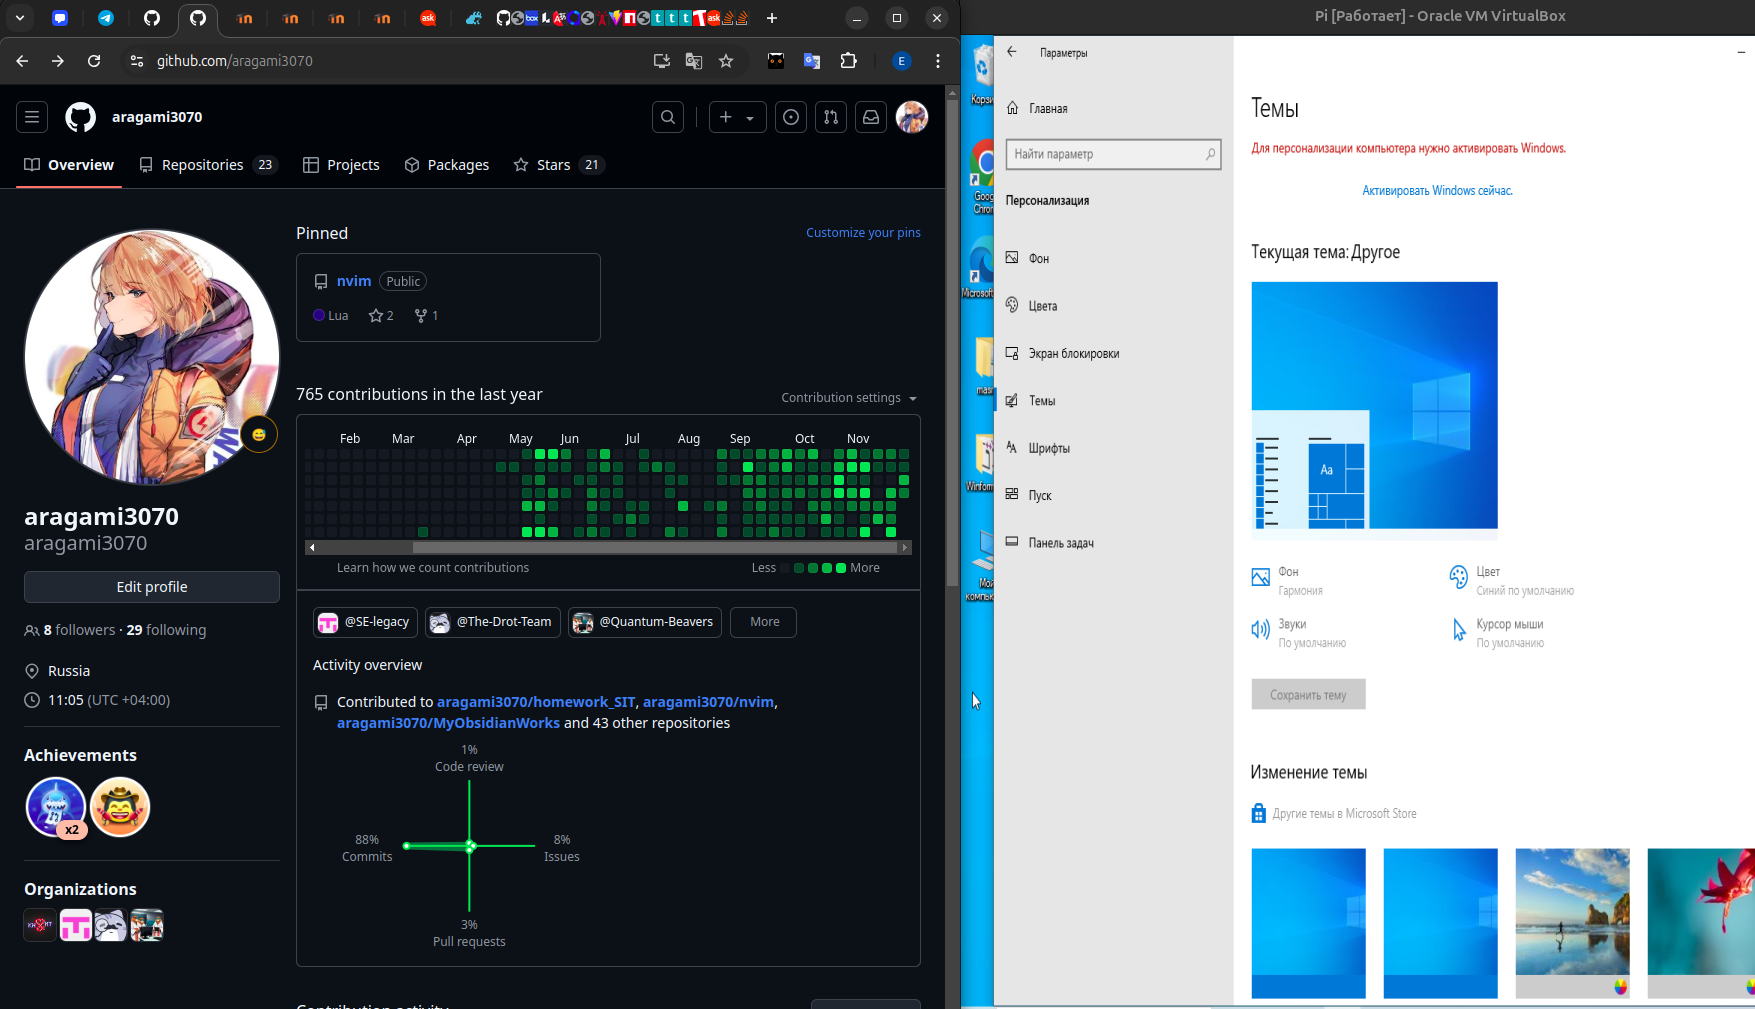 github.com/aragami3070
aragami3070
Overview
Repositories 23
Projects
Packages
Stars 21
Pinned
Customize your pins
nvim Public
Lua 2 1
765 contributions in the last year
Contribution settings
Feb Mar Apr May Jun Jul Aug Sep Oct Nov
Learn how we count contributions
Less More
@SE-legacy
@The-Drot-Team
@Quantum-Beavers
More
Activity overview
Contributed to aragami3070/homework_SIT, aragami3070/nvim,
aragami3070/MyObsidianWorks and 43 other repositories
1%
Code review
88%
Commits
8%
Issues
3%
Pull requests
aragami3070
aragami3070
Edit profile
8 followers · 29 following
Russia
11:05 (UTC +04:00)
Achievements
x2
Organizations
Pi [Работает] - Oracle VM VirtualBox
Параметры
Главная
Найти параметр
Персонализация
Фон
Цвета
Экран блокировки
Темы
Шрифты
Пуск
Панель задач
Темы
Для персонализации компьютера нужно активировать Windows.
Активировать Windows сейчас.
Текущая тема: Другое
Aa
Фон
Гармония
Цвет
Синий по умолчанию
Звуки
По умолчанию
Курсор мыши
По умолчанию
Сохранить тему
Изменение темы
Другие темы в Microsoft Store